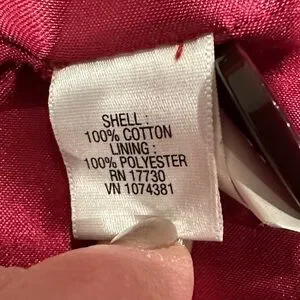 SHELL :
100% COTTON
LINING :
100% POLYESTER
RN 17730
VN 1074381